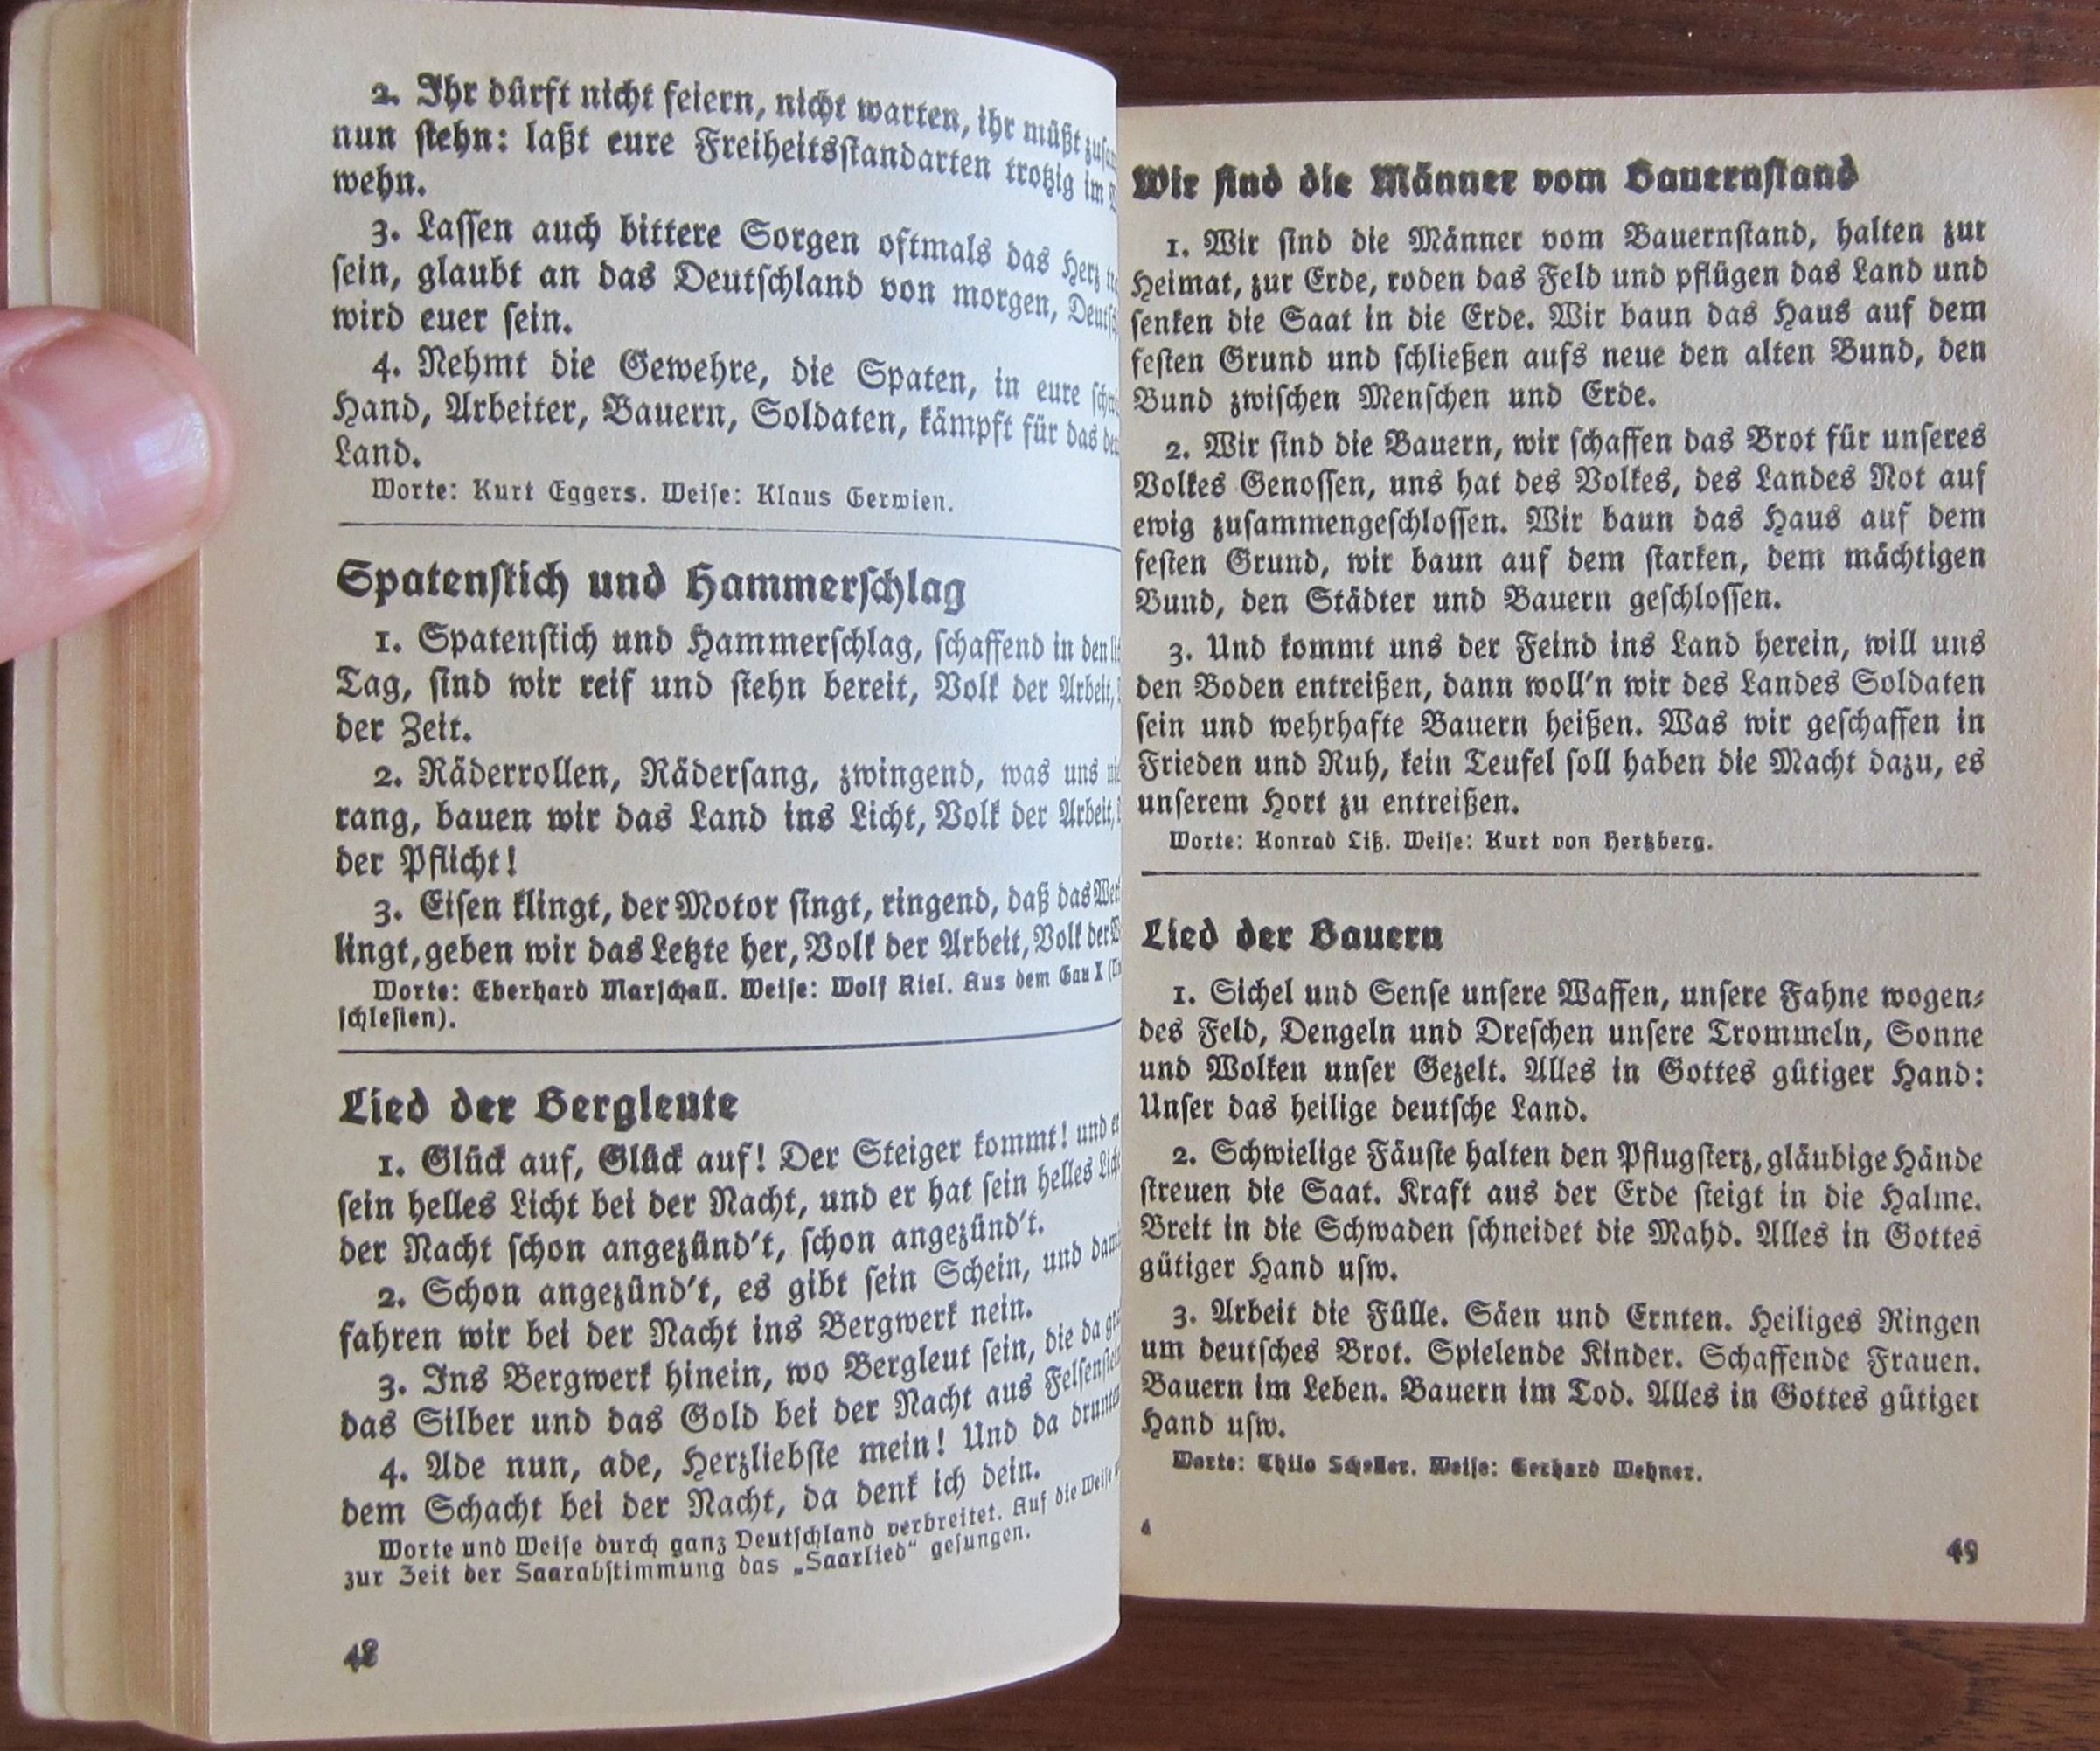 2. Ihr dürft nicht feiern, nicht warten, ihr müßt
nun stehn: laßt eure Freiheitsstandarten trotzig im
wehn.
3. Lassen auch bittere Sorgen oftmals das Herz
sein, glaubt an das Deutschland von morgen,
wird euer sein.
4. Nehmt die Gewehre, die Spaten, in eure
Hand, Arbeiter, Bauern, Soldaten, kämpft für das
Land.
Worte: Kurt Eggers. Weise: Klaus Gerwien.
Spatenstich und Hammerschlag
1. Spatenstich und Hammerschlag, schaffend in den
Tag, sind wir reif und stehn bereit, Volk der Arbeit,
der Zeit.
2. Räderrollen, Rädersang, zwingend, was uns
rang, bauen wir das Land ins Licht, Volk der Arbeit,
der Pflicht!
3. Eisen klingt, der Motor singt, ringend, daß das
lingt, geben wir das Letzte her, Volk der Arbeit, Volk der
Worte: Eberhard Marschall. Weise: Wolf Riel. Aus dem Gau X
schlesien).
Lied der Bergleute
1. Glück auf, Glück auf! Der Steiger kommt! und
sein helles Licht bei der Nacht, und er hat sein helles
der Nacht schon angezünd't, schon angezünd't.
2. Schon angezünd't, es gibt sein Schein, und
fahren wir bei der Nacht ins Bergwerk nein.
3. Ins Bergwerk hinein, wo Bergleut sein, die da
das Silber und das Gold bei der Nacht aus
4. Ade nun, ade, Herzliebste mein! Und da
dem Schacht bei der Nacht, da denk ich dein.
Worte und Weise durch ganz Deutschland verbreitet. Auf die Weise
zur Zeit der Saarabstimmung das „Saarlied“ gesungen.
48
Wir sind die Männer vom Bauernstand
1. Wir sind die Männer vom Bauernstand, halten zur
Heimat, zur Erde, roden das Feld und pflügen das Land und
senken die Saat in die Erde. Wir baun das Haus auf dem
festen Grund und schließen aufs neue den alten Bund, den
Bund zwischen Menschen und Erde.
2. Wir sind die Bauern, wir schaffen das Brot für unseres
Volkes Genossen, uns hat des Volkes, des Landes Not auf
ewig zusammengeschlossen. Wir baun das Haus auf dem
festen Grund, wir baun auf dem starken, dem mächtigen
Bund, den Städter und Bauern geschlossen.
3. Und kommt uns der Feind ins Land herein, will uns
den Boden entreißen, dann woll'n wir des Landes Soldaten
sein und wehrhafte Bauern heißen. Was wir geschaffen in
Frieden und Ruh, kein Teufel soll haben die Macht dazu, es
unserem Hort zu entreißen.
Worte: Konrad Liß. Weise: Kurt von Hertzberg.
Lied der Bauern
1. Sichel und Sense unsere Waffen, unsere Fahne wogen-
des Feld, Dengeln und Dreschen unsere Trommeln, Sonne
und Wolken unser Gezelt. Alles in Gottes gütiger Hand:
Unser das heilige deutsche Land.
2. Schwielige Fäuste halten den Pflugsterz, gläubige Hände
streuen die Saat. Kraft aus der Erde steigt in die Halme.
Breit in die Schwaden schneidet die Mahd. Alles in Gottes
gütiger Hand usw.
3. Arbeit die Fülle. Säen und Ernten. Heiliges Ringen
um deutsches Brot. Spielende Kinder. Schaffende Frauen.
Bauern im Leben. Bauern im Tod. Alles in Gottes gütiger
Hand usw.
Worte: Thilo Scheller. Weise: Gerhard Wehner.
4
49